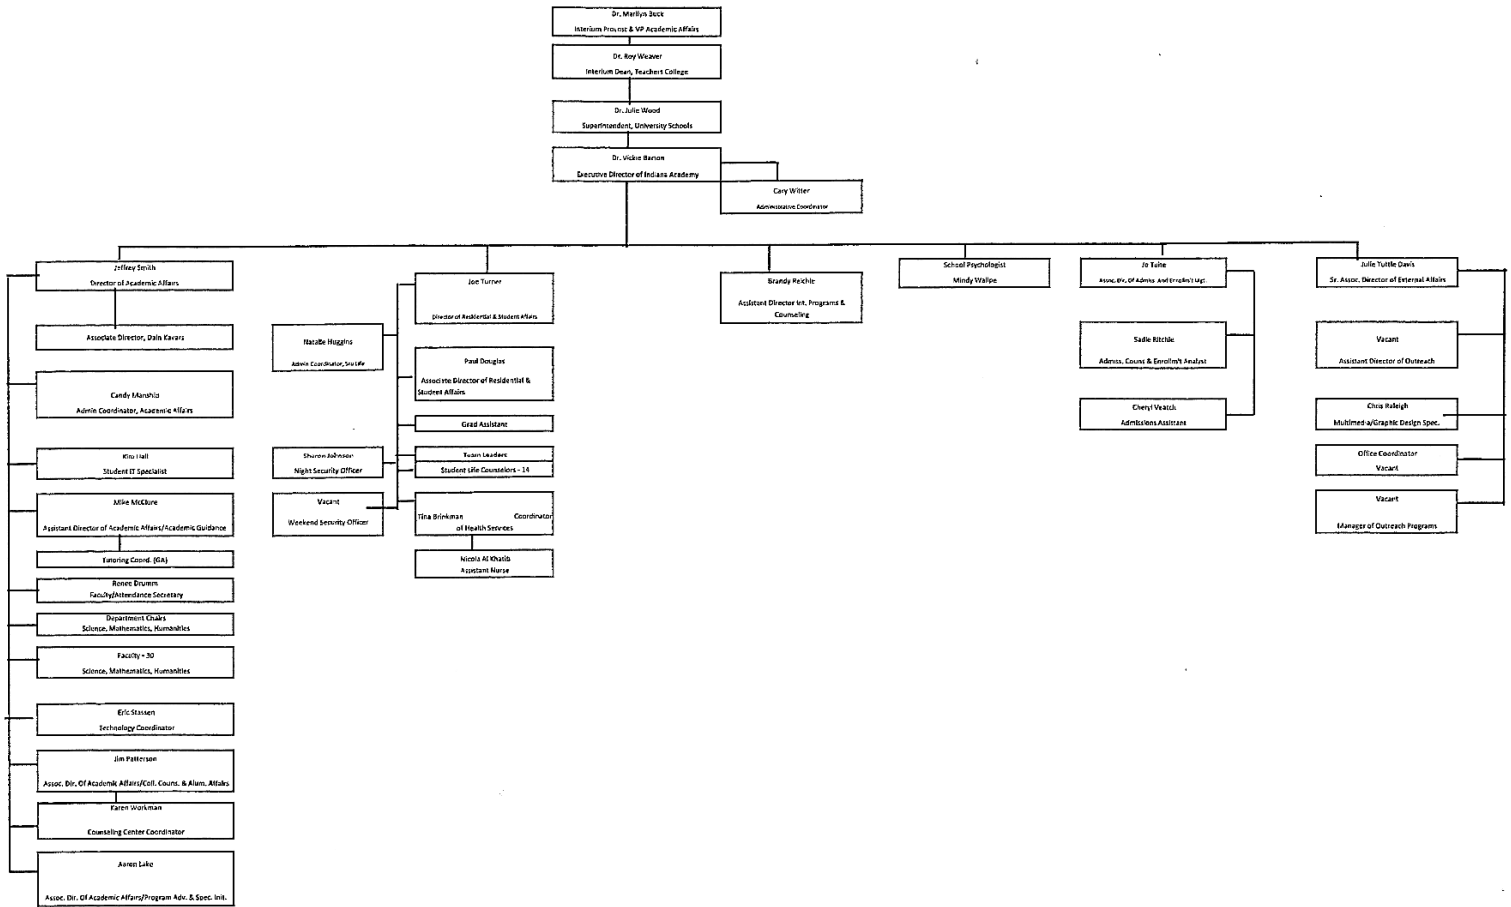 Dr. Marilyn Buck
Interium Provost & VP Academic Affairs
Dr. Roy Weaver
Interium Dean, Teachers College
Dr. Julie Wood
Superintendent, University Schools
Dr. Vickie Barton
Executive Director of Indiana Academy
Cary Witter
Administrative Coordinator
Jeffrey Smith
Director of Academic Affairs
Associate Director, Dain Kavars
Candy Manship
Admin Coordinator, Academic Affairs
Kira Hall
Student IT Specialist
Mike McClure
Assistant Director of Academic Affairs/Academic Guidance
Tutoring Coord. (GA)
Renee Drumm
Faculty/Attendance Secretary
Department Chairs
Science, Mathematics, Humanities
Faculty - 30
Science, Mathematics, Humanities
Eric Stassen
Technology Coordinator
Jim Patterson
Assoc. Dir. Of Academic Affairs/Coll. Couns. & Alum. Affairs
Karen Workman
Counseling Center Coordinator
Aaron Lake
Assoc. Dir. Of Academic Affairs/Program Adv. & Spec. Init.
Joe Turner
Director of Residential & Student Affairs
Natalie Huggins
Admin Coordinator, Stu Life
Paul Douglas
Associate Director of Residential &
Student Affairs
Grad Assistant
Sharon Johnson
Night Security Officer
Team Leaders
Student Life Counselors - 14
Vacant
Weekend Security Officer
Tina Brinkman Coordinator
of Health Services
Nicola Al Khatib
Assistant Nurse
Brandy Reichle
Assistant Director Int. Programs &
Counseling
School Psychologist
Mindy Wallpe
Jo
Assoc. Dir. Of Admiss. And Enrollm't Mgt.
Sadie Ritchie
Admiss, Couns & Enrollm't Analyst
Cheryl Veatch
Admissions Assistant
Julie Tuttle Davis
Sr. Assoc. Director of External Affairs
Vacant
Assistant Director of Outreach
Chris Raleigh
Multimedia/Graphic Design Spec.
Office Coordinator
Vacant
Vacant
Manager of Outreach Programs